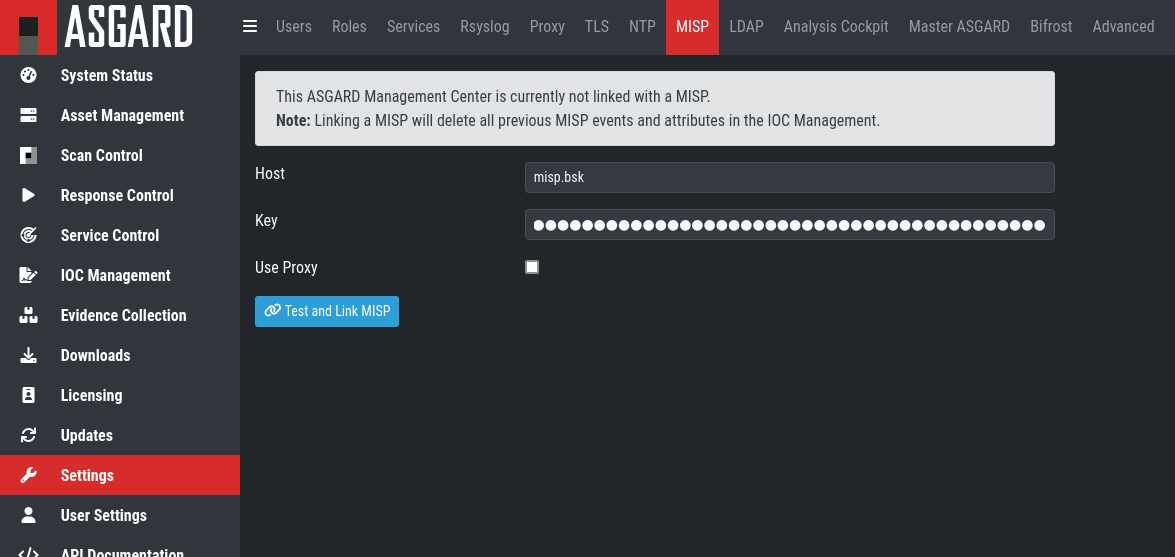 ASGARD
Users Roles Services Rsyslog Proxy TLS NTP MISP LDAP Analysis Cockpit Master ASGARD Bifrost Advanced
System Status
Asset Management
Scan Control
Response Control
Service Control
IOC Management
Evidence Collection
Downloads
Licensing
Updates
Settings
User Settings
API Documentation
This ASGARD Management Center is currently not linked with a MISP.
Note: Linking a MISP will delete all previous MISP events and attributes in the IOC Management.
Host misp.bsk
Key
Use Proxy
Test and Link MISP